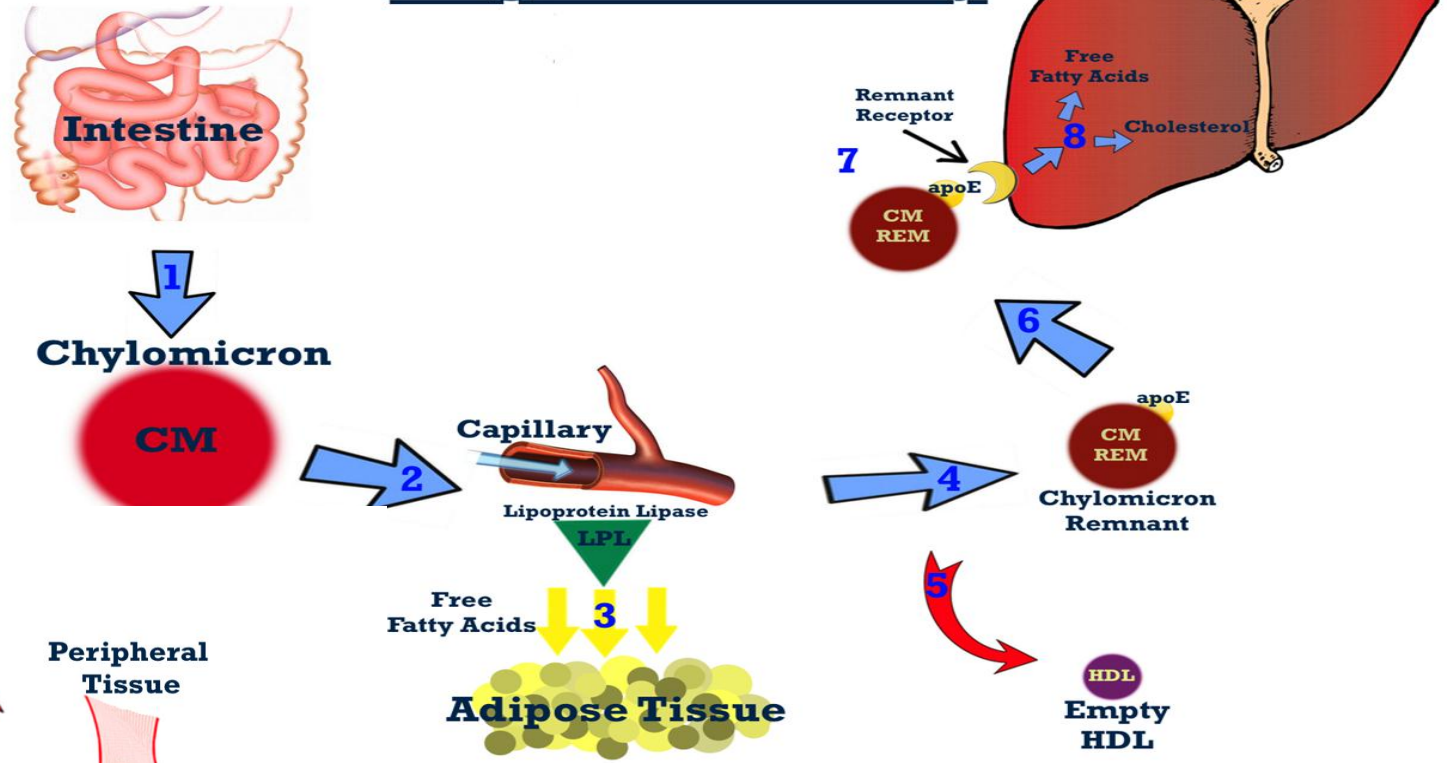 Intestine
1
Chylomicron
CM
2
Capillary
Lipoprotein Lipase
LPL
Free
Fatty Acids
3
Adipose Tissue
Peripheral
Tissue
4
apoE
CM
REM
Chylomicron
Remnant
5
HDL
Empty
HDL
6
7
Remnant
Receptor
apoE
CM
REM
8
Free
Fatty Acids
Cholesterol